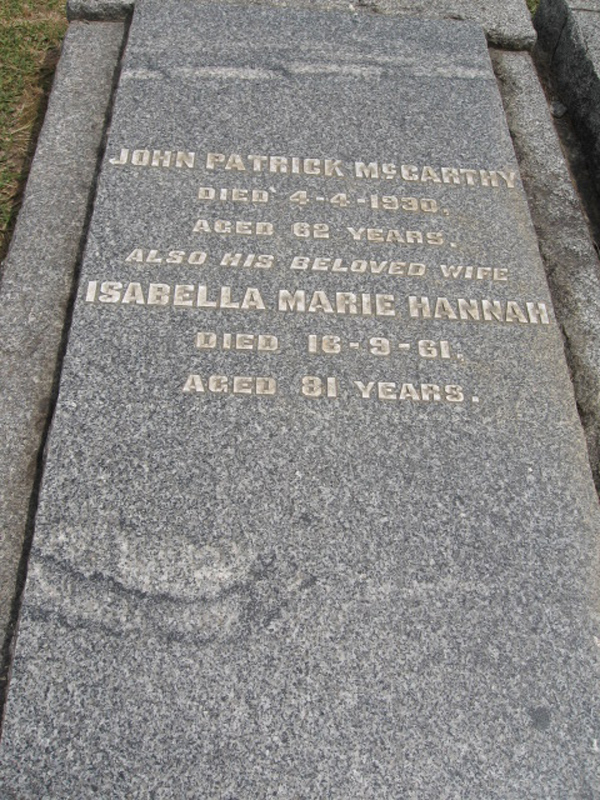 JOHN PATRICK McCARTHY
DIED 4-4-1930,
AGED 62 YEARS.
ALSO HIS BELOVED WIFE
ISABELLA MARIE HANNAH
DIED 16-9-61,
AGED 81 YEARS.